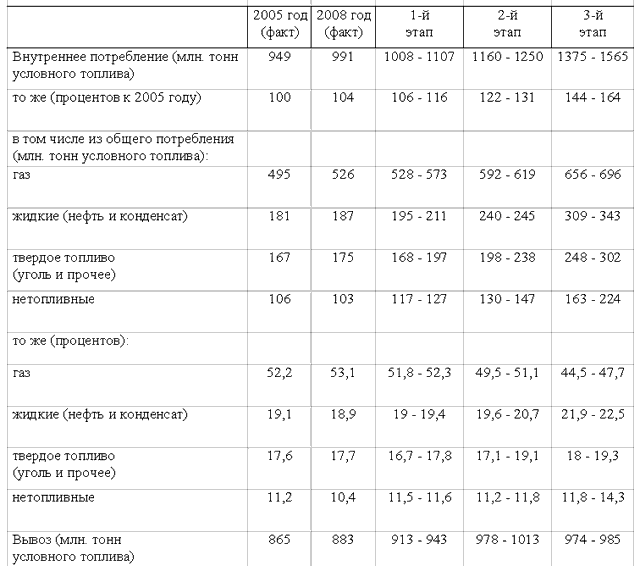 2005 год 2008 год 1-й 2-й 3-й
(факт) (факт) этап этап этап
Внутреннее потребление (млн. тонн 949 991 1008 - 1107 1160 - 1250 1375 - 1565
условного топлива)
то же (процентов к 2005 году) 100 104 106 - 116 122 - 131 144 - 164
в том числе из общего потребления
(млн. тонн условного топлива):
газ 495 526 528 - 573 592 - 619 656 - 696
жидкие (нефть и конденсат) 181 187 195 - 211 240 - 245 309 - 343
твердое топливо 167 175 168 - 197 198 - 238 248 - 302
(уголь и прочее)
нетопливные 106 103 117 - 127 130 - 147 163 - 224
то же (процентов):
газ 52,2 53,1 51,8 - 52,3 49,5 - 51,1 44,5 - 47,7
жидкие (нефть и конденсат) 19,1 18,9 19 - 19,4 19,6 - 20,7 21,9 - 22,5
твердое топливо 17,6 17,7 16,7 - 17,8 17,1 - 19,1 18 - 19,3
(уголь и прочее)
нетопливные 11,2 10,4 11,5 - 11,6 11,2 - 11,8 11,8 - 14,3
Вывоз (млн. тонн 865 883 913 - 943 978 - 1013 974 - 985
условного топлива)